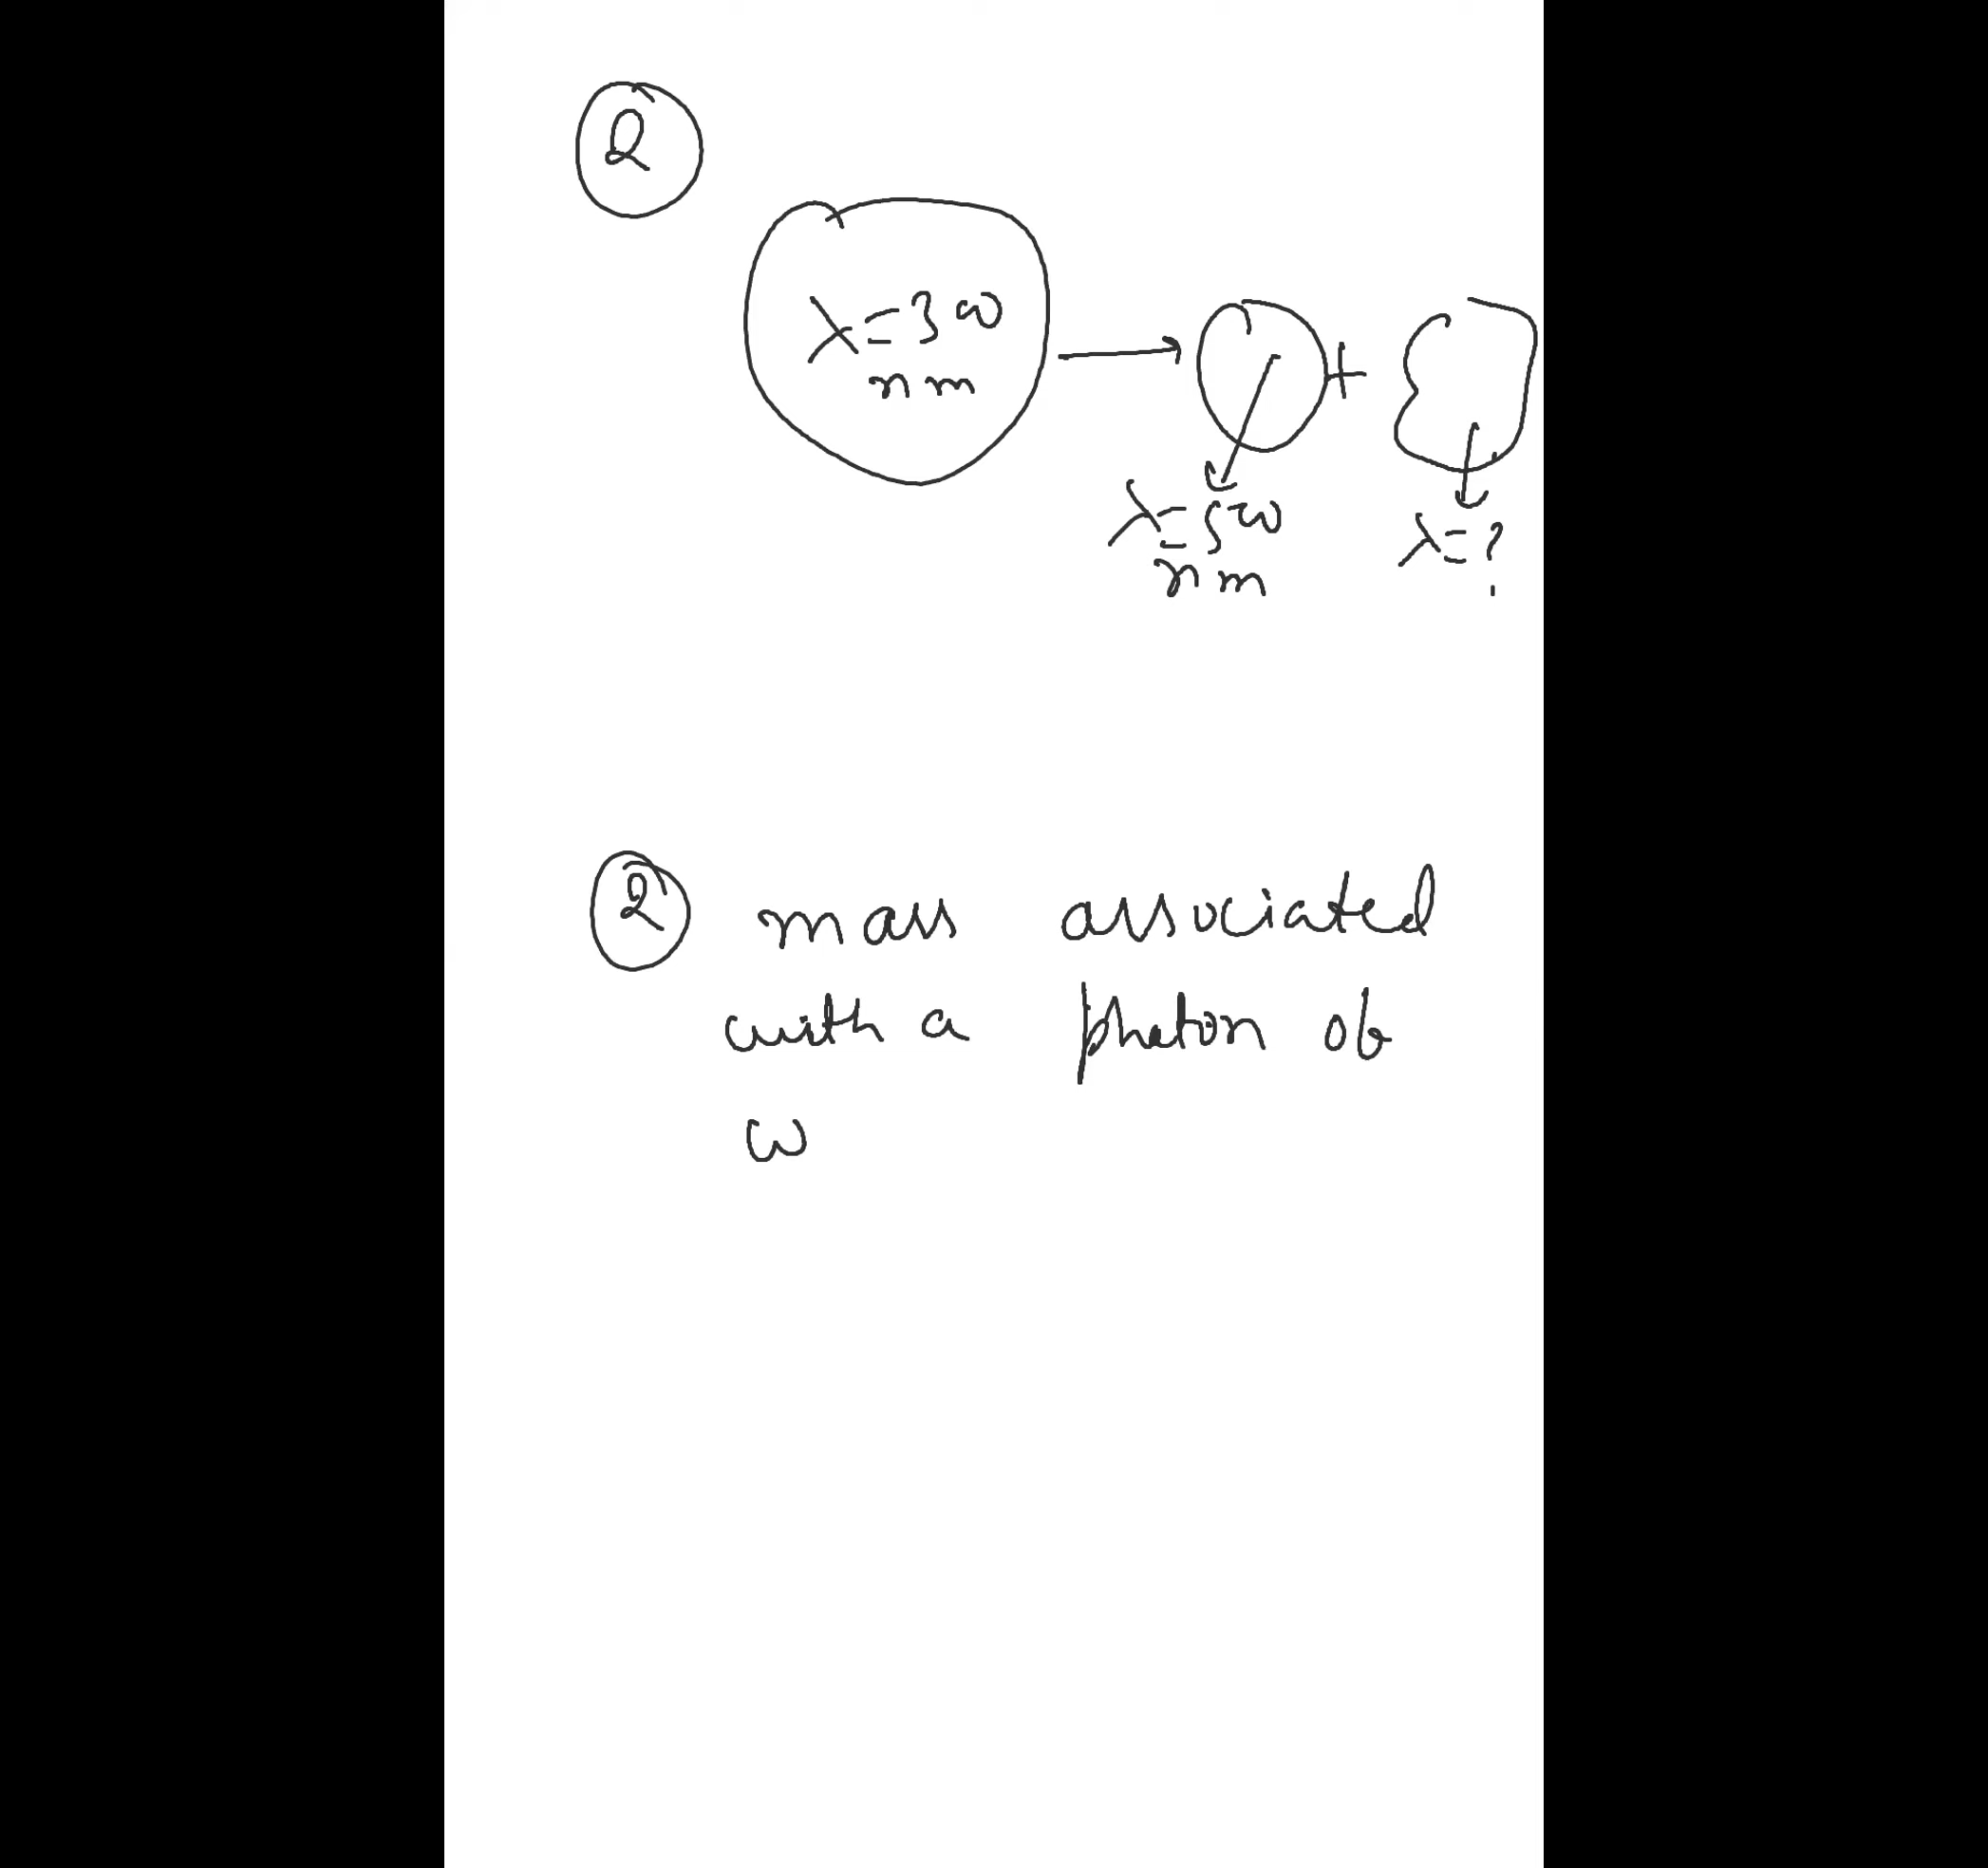 Q
λ=300
nm
λ=500
nm
λ=?
Q mass associated
with a photon of
w